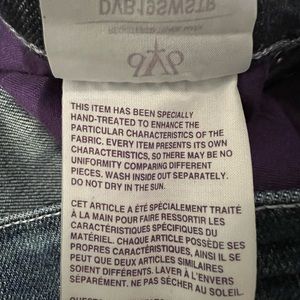 DVB19SWSTR
THIS ITEM HAS BEEN SPECIALLY
HAND-TREATED TO ENHANCE THE
PARTICULAR CHARACTERISTICS OF THE
FABRIC. EVERY ITEM PRESENTS ITS OWN
CHARACTERISTICS, SO THERE MAY BE NO
UNIFORMITY COMPARING DIFFERENT
PIECES. WASH INSIDE OUT SEPARATELY.
DO NOT DRY IN THE SUN.
CET ARTICLE A ÉTÉ SPÉCIALEMENT TRAITÉ
À LA MAIN POUR FAIRE RESSORTIR LES
CARACTÉRISTIQUES SPÉCIFIQUES DU
MATÉRIEL. CHAQUE ARTICLE POSSÈDE SES
PROPRES CARACTÉRISTIQUES, AINSI IL SE
PEUT QUE DEUX ARTICLES SIMILAIRES
SOIENT DIFFÉRENTS. LAVER À L'ENVERS
SÉPARÉMENT. NE PAS SÉCHER AU
SOLEIL.